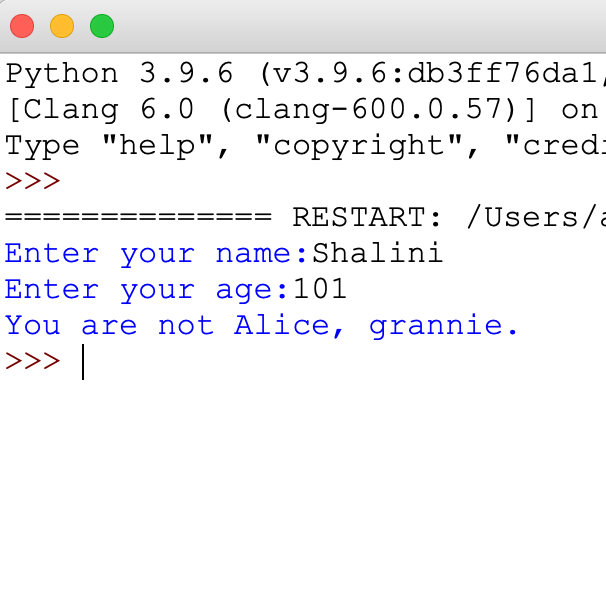 Python 3.9.6 (v3.9.6:db3ff76da1,
[Clang 6.0 (clang-600.0.57)] on
Type "help", "copyright", "credi
>>>
============== RESTART: /Users/a
Enter your name:Shalini
Enter your age:101
You are not Alice, grannie.
>>>